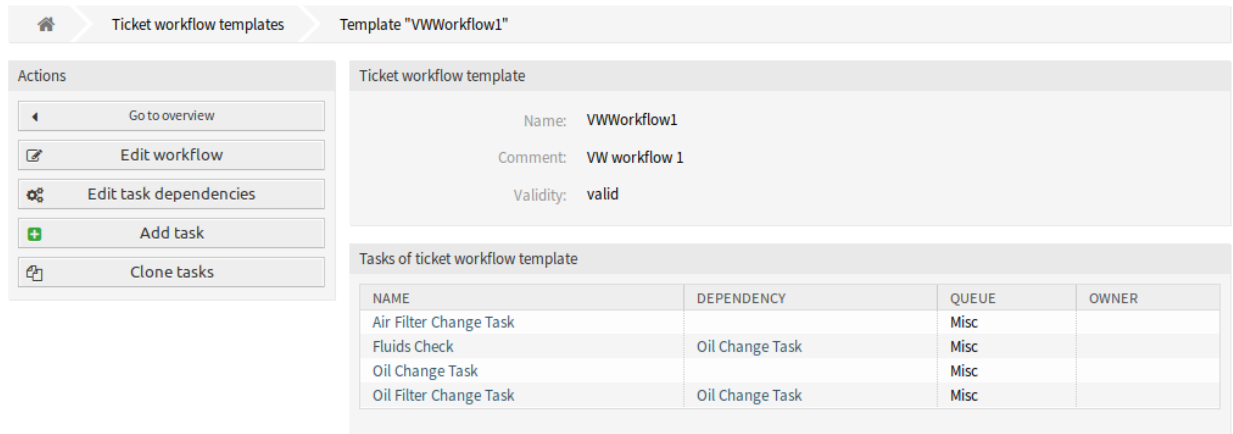 Ticket workflow templates Template "VWWorkflow1"
Actions
Go to overview
Edit workflow
Edit task dependencies
Add task
Clone tasks
Ticket workflow template
Name: VWWorkflow1
Comment: VW workflow 1
Validity: valid
Tasks of ticket workflow template
NAME DEPENDENCY QUEUE OWNER
Air Filter Change Task Misc
Fluids Check Oil Change Task Misc
Oil Change Task Misc
Oil Filter Change Task Oil Change Task Misc